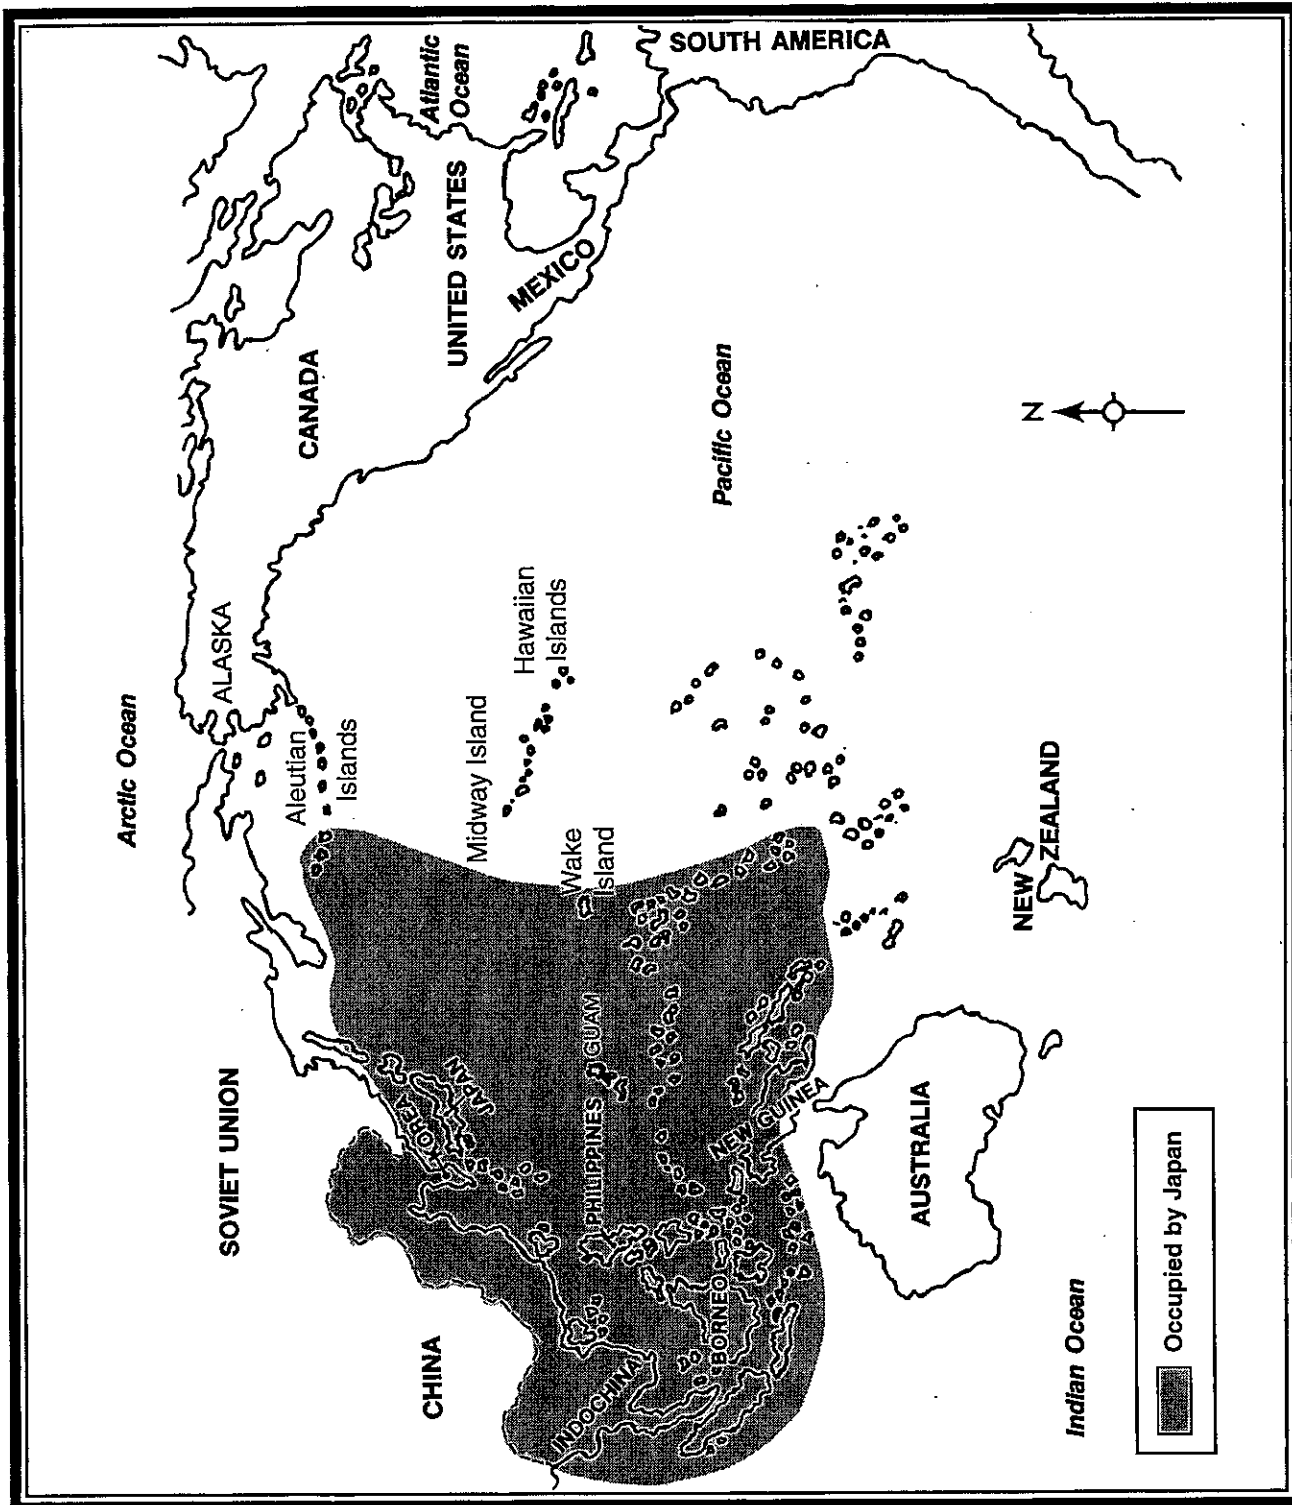 Arctic Ocean
SOVIET UNION
ALASKA
Aleutian
Islands
CANADA
UNITED STATES
Atlantic
Ocean
MEXICO
SOUTH AMERICA
CHINA
KOREA
JAPAN
Midway Island
Hawaiian
Islands
Wake
Island
INDOCHINA
PHILIPPINES
GUAM
BORNEO
NEW GUINEA
Pacific Ocean
AUSTRALIA
NEW
ZEALAND
Indian Ocean
N
Occupied by Japan